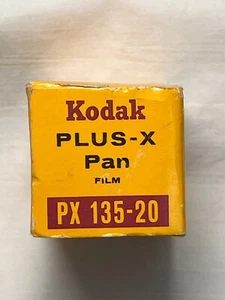 Kodak
PLUS-X
Pan
FILM
PX 135-20